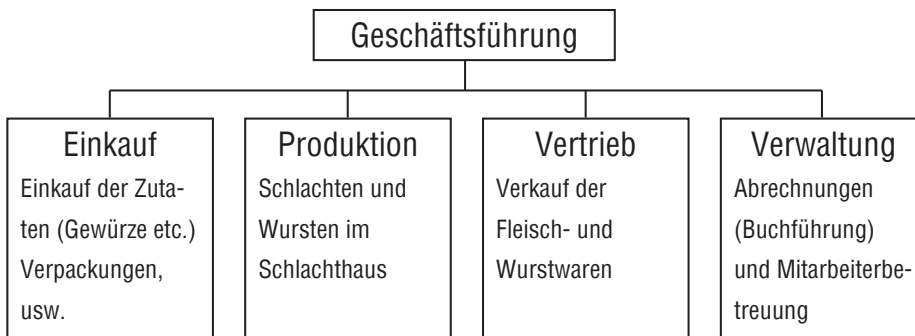 Geschäftsführung
Einkauf
Einkauf der Zuta-
ten (Gewürze etc.)
Verpackungen,
usw.
Produktion
Schlachten und
Wursten im
Schlachthaus
Vertrieb
Verkauf der
Fleisch- und
Wurstwaren
Verwaltung
Abrechnungen
(Buchführung)
und Mitarbeiterbe-
treuung